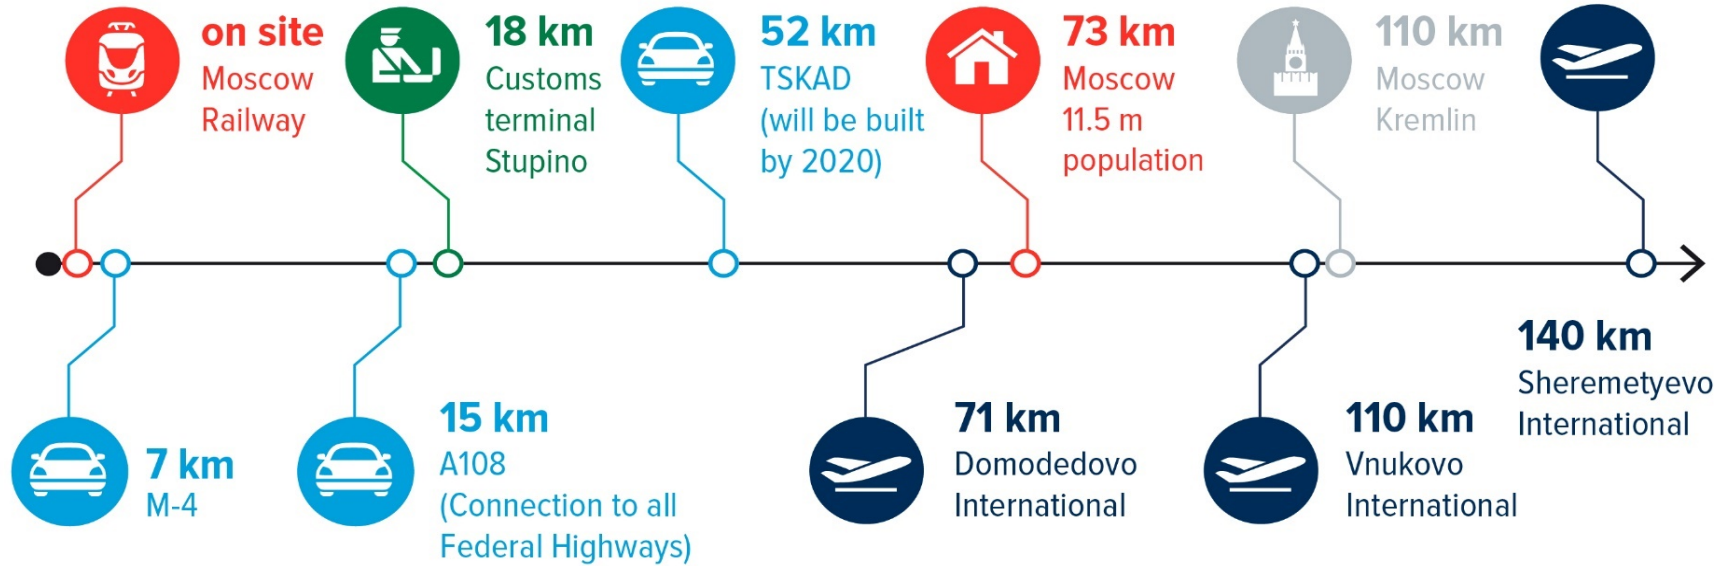 on site
Moscow
Railway
18 km
Customs
terminal
Stupino
52 km
TSKAD
(will be built
by 2020)
73 km
Moscow
11.5 m
population
110 km
Moscow
Kremlin
7 km
M-4
15 km
A108
(Connection to all
Federal Highways)
71 km
Domodedovo
International
110 km
Vnukovo
International
140 km
Sheremetyevo
International